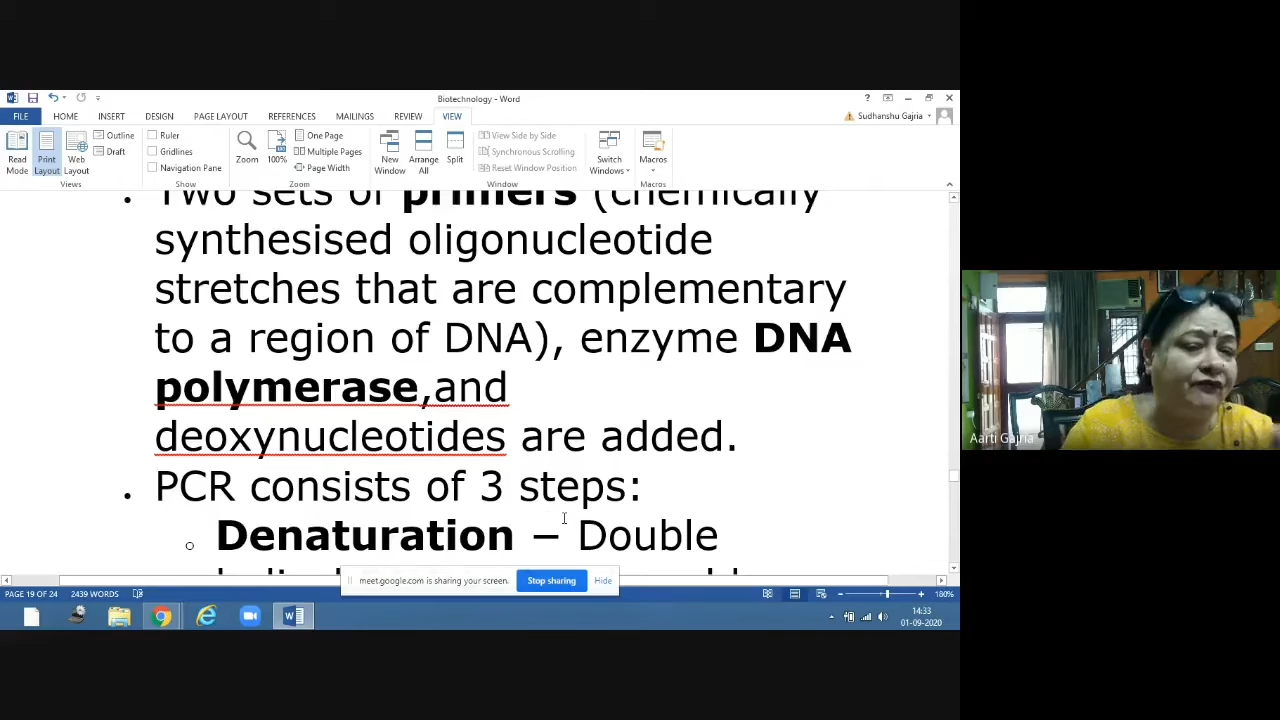 Biotechnology - Word
FILE HOME INSERT DESIGN PAGE LAYOUT REFERENCES MAILINGS REVIEW VIEW
Sudhanshu Gajria
Read Mode
Print Layout
Web Layout
Outline
Draft
Views
Ruler
Gridlines
Navigation Pane
Show
Zoom
100%
One Page
Multiple Pages
Page Width
Zoom
New Window
Arrange All
Split
View Side by Side
Synchronous Scrolling
Reset Window Position
Window
Switch Windows
Macros
Macros
• Two sets of primers (chemically
synthesised oligonucleotide
stretches that are complementary
to a region of DNA), enzyme DNA
polymerase,and
deoxynucleotides are added.
• PCR consists of 3 steps:
o Denaturation – Double
meet.google.com is sharing your screen. Stop sharing Hide
PAGE 19 OF 24 2439 WORDS 180%
14:33
01-09-2020
Aarti Gajria